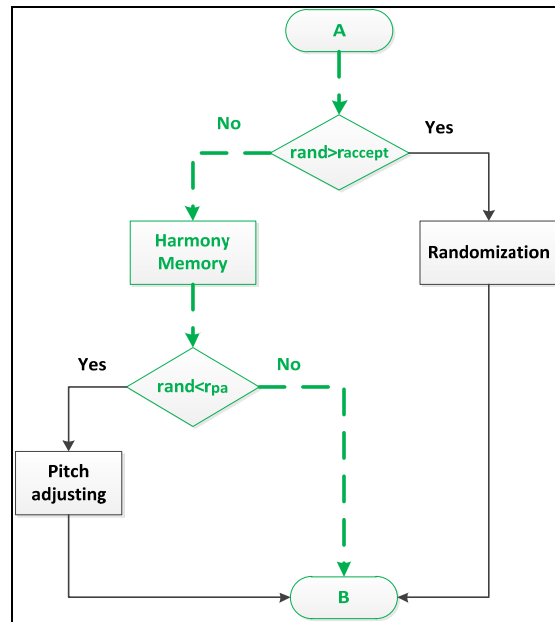 A
No
Yes
rand>raccept
Harmony
Memory
Randomization
Yes
No
rand<rpa
Pitch
adjusting
B